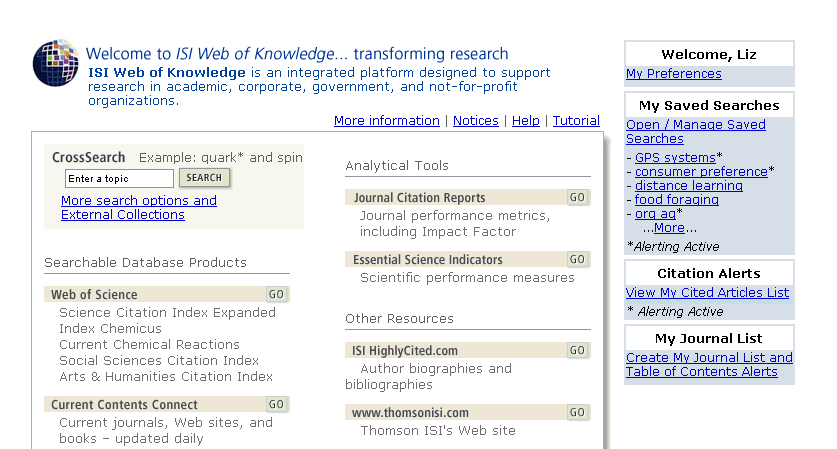 Welcome to ISI Web of Knowledge... transforming research
ISI Web of Knowledge is an integrated platform designed to support
research in academic, corporate, government, and not-for-profit
organizations.
More information | Notices | Help | Tutorial
CrossSearch Example: quark* and spin
Enter a topic SEARCH
More search options and
External Collections
Searchable Database Products
Web of Science GO
Science Citation Index Expanded
Index Chemicus
Current Chemical Reactions
Social Sciences Citation Index
Arts & Humanities Citation Index
Current Contents Connect GO
Current journals, Web sites, and
books – updated daily
Analytical Tools
Journal Citation Reports GO
Journal performance metrics,
including Impact Factor
Essential Science Indicators GO
Scientific performance measures
Other Resources
ISI HighlyCited.com GO
Author biographies and
bibliographies
www.thomsonisi.com GO
Thomson ISI's Web site
Welcome, Liz
My Preferences
My Saved Searches
Open / Manage Saved
Searches
- GPS systems*
- consumer preference*
- distance learning
- food foraging
- org ag*
...More...
*Alerting Active
Citation Alerts
View My Cited Articles List
* Alerting Active
My Journal List
Create My Journal List and
Table of Contents Alerts